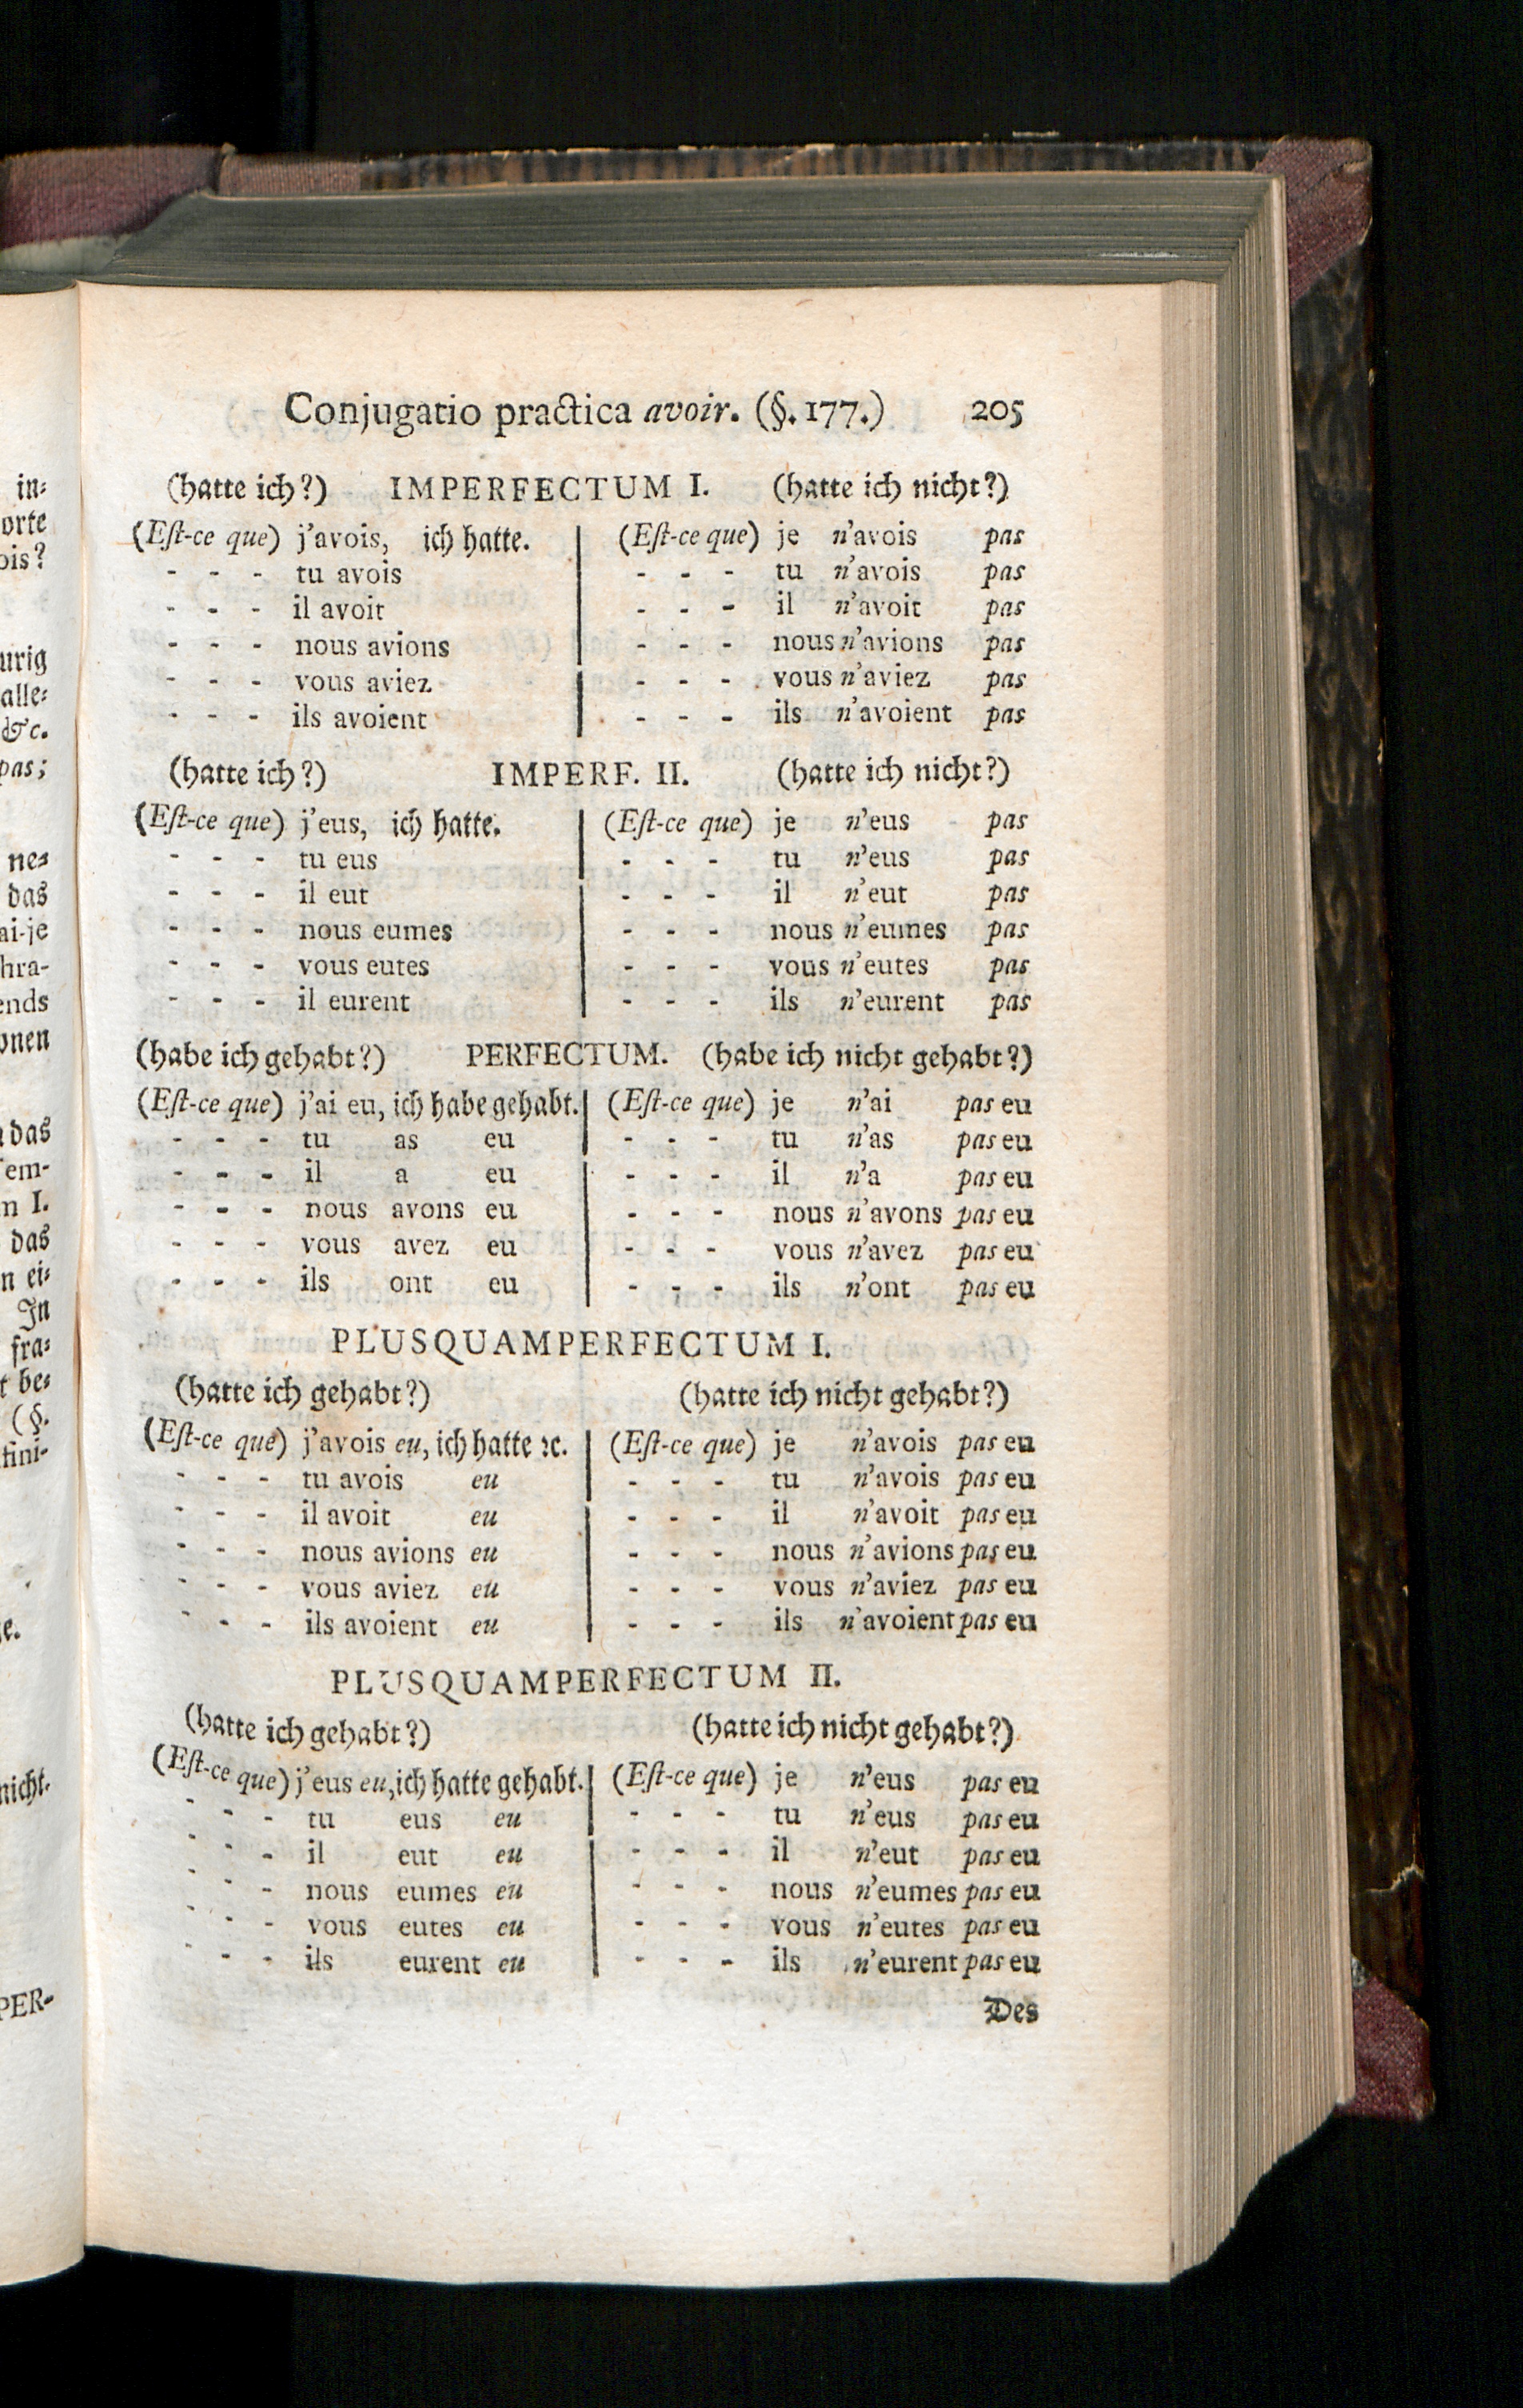 Conjugatio practica avoir. (§. 177.) 205
(hatte ich?) IMPERFECTUM I. (hatte ich nicht?)
(Est-ce que) j'avois, ich hatte. (Est-ce que) je n'avois pas
- - - tu avois - - - tu n'avois pas
- - - il avoit - - - il n'avoit pas
- - - nous avions - - - nous n'avions pas
- - - vous aviez - - - vous n'aviez pas
- - - ils avoient - - - ils n'avoient pas
(hatte ich?) IMPERF. II. (hatte ich nicht?)
(Est-ce que) j'eus, ich hatte. (Est-ce que) je n'eus pas
- - - tu eus - - - tu n'eus pas
- - - il eut - - - il n'eut pas
- - - nous eumes - - - nous n'eumes pas
- - - vous eutes - - - vous n'eutes pas
- - - il eurent - - - ils n'eurent pas
(habe ich gehabt?) PERFECTUM. (habe ich nicht gehabt?)
(Est-ce que) j'ai eu, ich habe gehabt. (Est-ce que) je n'ai pas eu
- - - tu as eu - - - tu n'as pas eu
- - - il a eu - - - il n'a pas eu
- - - nous avons eu - - - nous n'avons pas eu
- - - vous avez eu - - - vous n'avez pas eu
- - - ils ont eu - - - ils n'ont pas eu
PLUSQUAMPERFECTUM I.
(hatte ich gehabt?) (hatte ich nicht gehabt?)
(Est-ce que) j'avois eu, ich hatte ꝛc. (Est-ce que) je n'avois pas eu
- - - tu avois eu - - - tu n'avois pas eu
- - - il avoit eu - - - il n'avoit pas eu
- - - nous avions eu - - - nous n'avions pas eu
- - - vous aviez eu - - - vous n'aviez pas eu
- - - ils avoient eu - - - ils n'avoient pas eu
PLUSQUAMPERFECTUM II.
(hatte ich gehabt?) (hatte ich nicht gehabt?)
(Est-ce que) j'eus eu, ich hatte gehabt. (Est-ce que) je n'eus pas eu
- - - tu eus eu - - - tu n'eus pas eu
- - - il eut eu - - - il n'eut pas eu
- - - nous eumes eu - - - nous n'eumes pas eu
- - - vous eutes eu - - - vous n'eutes pas eu
- - - ils eurent eu - - - ils n'eurent pas eu
Des